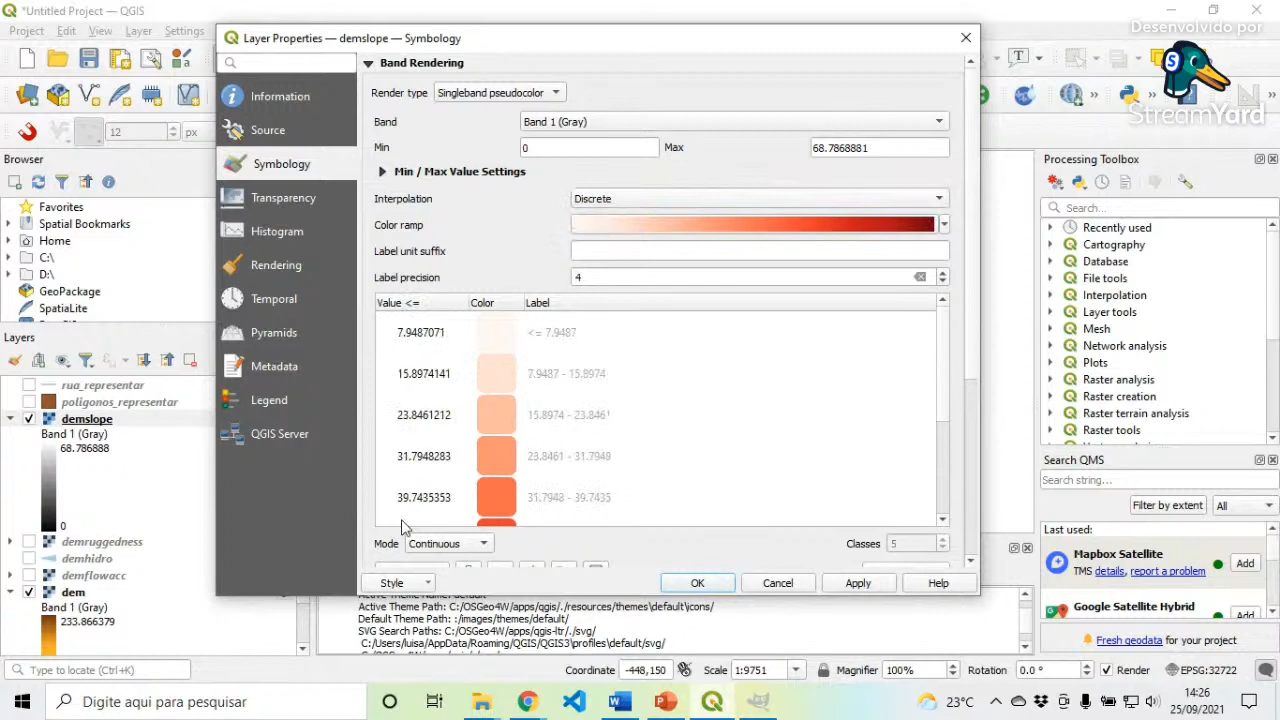 *Untitled Project — QGIS
Project Edit View Layer Settings
Desenvolvido por
StreamYard
12 px
Browser
Favorites
Spatial Bookmarks
Home
C:\
D:\
GeoPackage
SpatiaLite
Layers
rua_representar
poligonos_representar
demslope
Band 1 (Gray)
68.786888
0
demruggedness
demhidro
demflowacc
dem
Band 1 (Gray)
233.866379
Layer Properties — demslope — Symbology
Information
Source
Symbology
Transparency
Histogram
Rendering
Temporal
Pyramids
Metadata
Legend
QGIS Server
Band Rendering
Render type Singleband pseudocolor
Band Band 1 (Gray)
Min 0 Max 68.7868881
Min / Max Value Settings
Interpolation Discrete
Color ramp
Label unit suffix
Label precision 4
Value <= Color Label
7.9487071 <= 7.9487
15.8974141 7.9487 - 15.8974
23.8461212 15.8974 - 23.8461
31.7948283 23.8461 - 31.7949
39.7435353 31.7948 - 39.7435
Mode Continuous Classes 5
Style OK Cancel Apply Help
Active Theme Path: C:/OSGeo4W/apps/qgis/./resources/themes\default\icons/
Default Theme Path: :/images/themes/default/
SVG Search Paths: C:/OSGeo4W/apps/qgis-ltr/./svg/
C:/Users/luisa/AppData/Roaming/QGIS/QGIS3\profiles\default/svg/
Processing Toolbox
Search...
Recently used
Cartography
Database
File tools
Interpolation
Layer tools
Mesh
Network analysis
Plots
Raster analysis
Raster creation
Raster terrain analysis
Raster tools
Search QMS
Search string...
Filter by extent All
Last used:
Mapbox Satellite
TMS details, report a problem
Add
Google Satellite Hybrid
Add
Fresh geodata for your project
Type to locate (Ctrl+K) Coordinate -448,150 Scale 1:9751 Magnifier 100% Rotation 0.0 ° Render EPSG:32722
Digite aqui para pesquisar 23°C 14:26
25/09/2021